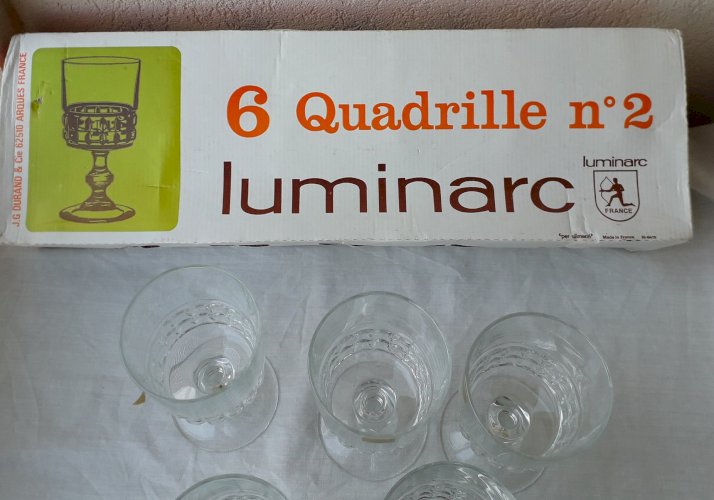 J.G DURAND & Cie 62510 ARQUES FRANCE
6 Quadrille n°2
luminarc
luminarc
FRANCE
Made in France